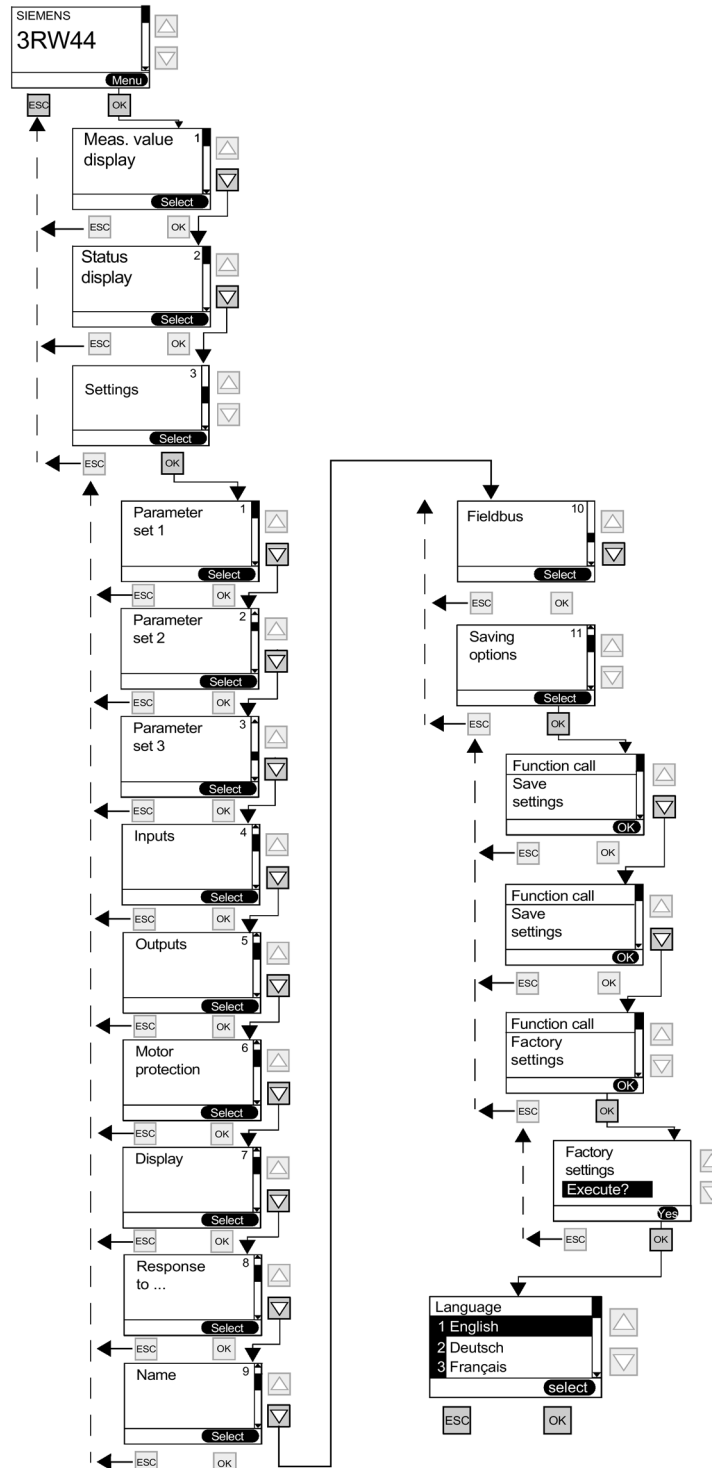 SIEMENS
3RW44
Menu
ESC
OK
Meas. value 1
display
Select
ESC
OK
Status 2
display
Select
ESC
OK
3
Settings
Select
ESC
OK
Parameter 1
set 1
Select
ESC
OK
Parameter 2
set 2
Select
ESC
OK
Parameter 3
set 3
Select
ESC
OK
Inputs 4
Select
ESC
OK
Outputs 5
Select
ESC
OK
Motor 6
protection
Select
ESC
OK
Display 7
Select
ESC
OK
Response 8
to ...
Select
ESC
OK
Name 9
Select
ESC
OK
Fieldbus 10
Select
ESC
OK
Saving 11
options
Select
ESC
OK
Function call
Save
settings
OK
ESC
OK
Function call
Save
settings
OK
ESC
OK
Function call
Factory
settings
OK
ESC
OK
Factory
settings
Execute?
Yes
ESC
OK
Language
1 English
2 Deutsch
3 Français
select
ESC
OK